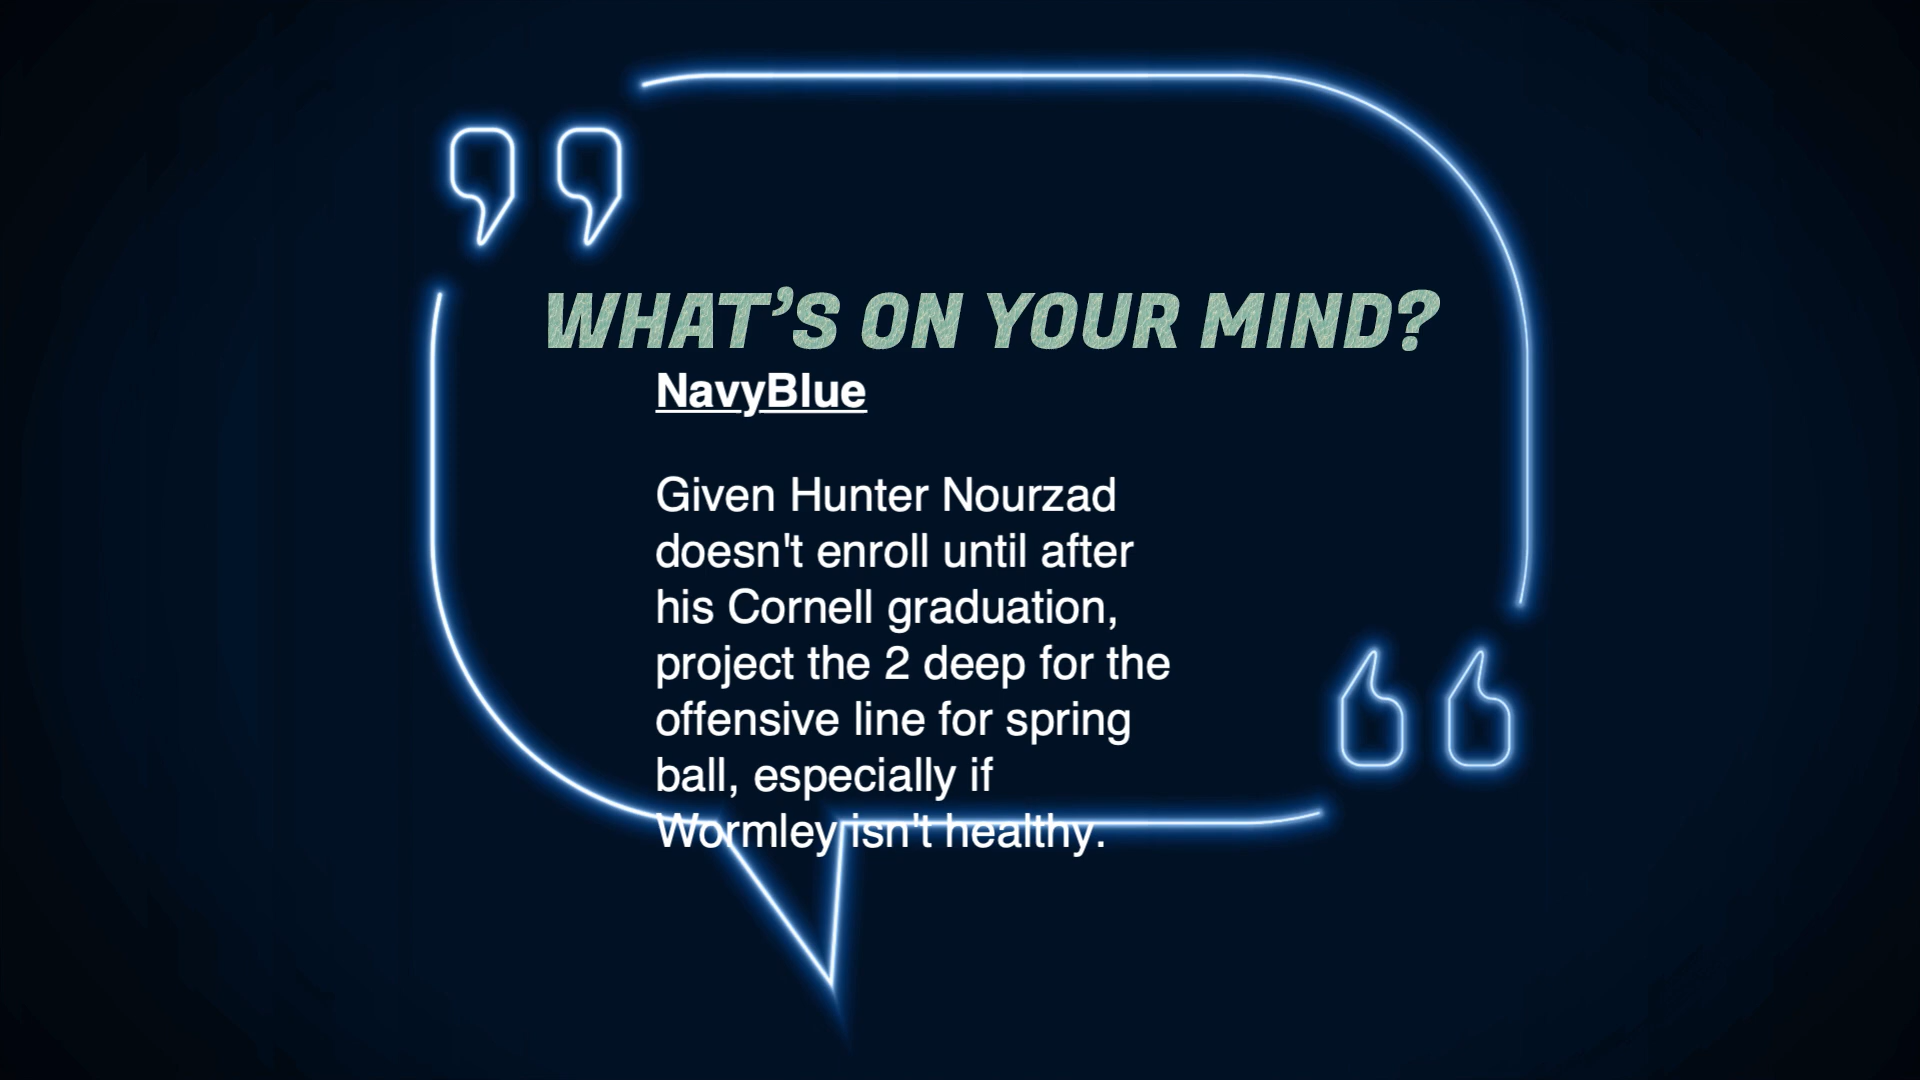 WHAT'S ON YOUR MIND?
NavyBlue
Given Hunter Nourzad
doesn't enroll until after
his Cornell graduation,
project the 2 deep for the
offensive line for spring
ball, especially if
Wormley isn't healthy.